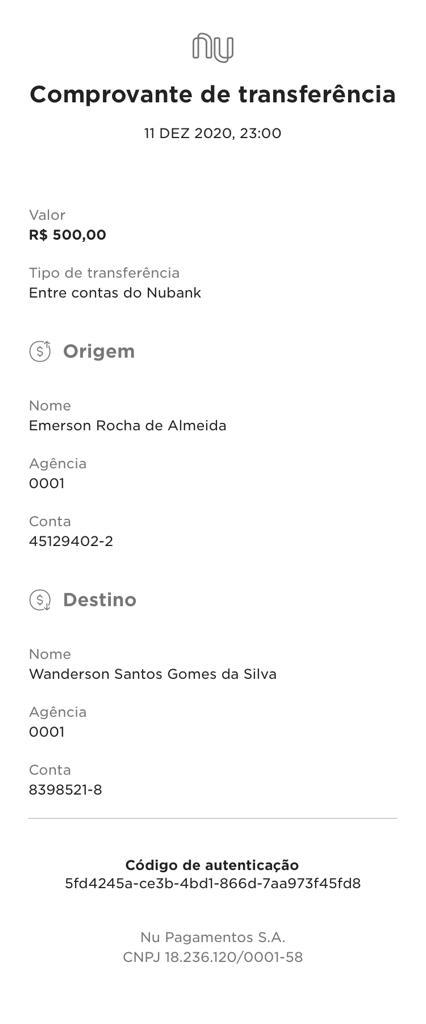 nu
Comprovante de transferência
11 DEZ 2020, 23:00
Valor
R$ 500,00
Tipo de transferência
Entre contas do Nubank
Origem
Nome
Emerson Rocha de Almeida
Agência
0001
Conta
45129402-2
Destino
Nome
Wanderson Santos Gomes da Silva
Agência
0001
Conta
8398521-8
Código de autenticação
5fd4245a-ce3b-4bd1-866d-7aa973f45fd8
Nu Pagamentos S.A.
CNPJ 18.236.120/0001-58